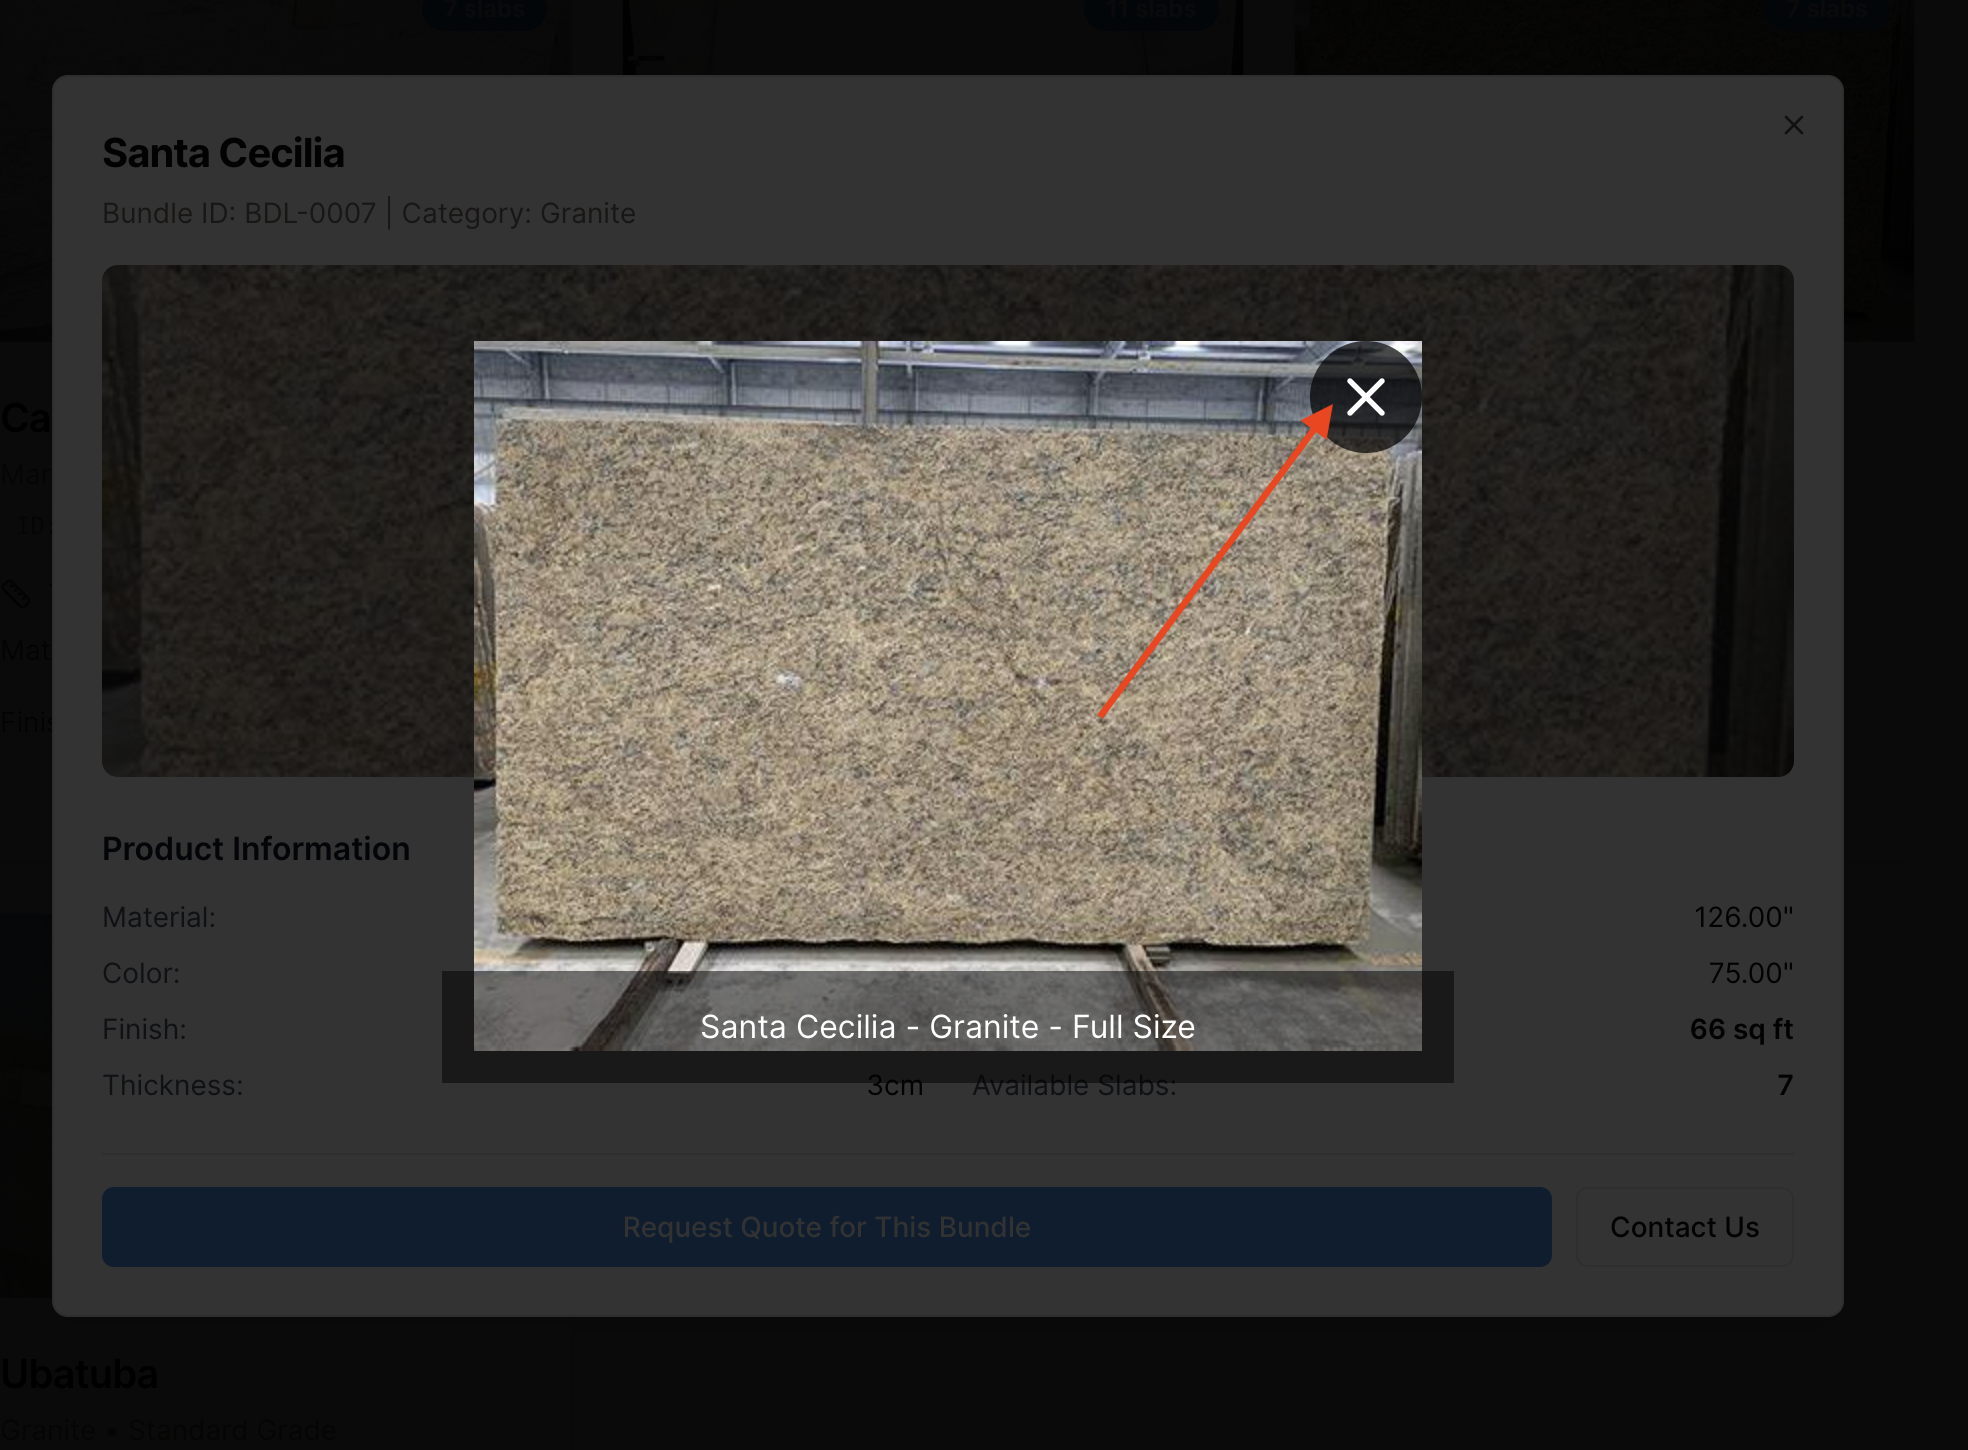 7 slabs
11 slabs
7 slabs
Santa Cecilia
Bundle ID: BDL-0007 | Category: Granite
Ca
Mar
ID:
Mat
Finis
Product Information
Material:
126.00"
Color:
75.00"
Finish:
66 sq ft
Santa Cecilia - Granite - Full Size
Thickness:
3cm
Available Slabs:
7
Request Quote for This Bundle
Contact Us
Ubatuba
Granite • Standard Grade